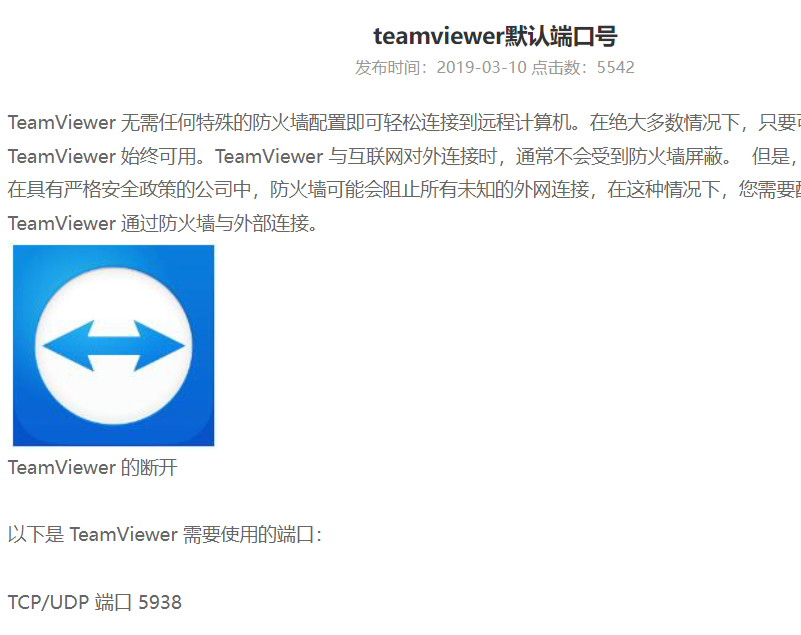 teamviewer默认端口号
发布时间：2019-03-10 点击数：5542
TeamViewer 无需任何特殊的防火墙配置即可轻松连接到远程计算机。在绝大多数情况下，只要
TeamViewer 始终可用。TeamViewer 与互联网对外连接时，通常不会受到防火墙屏蔽。 但是，
在具有严格安全政策的公司中，防火墙可能会阻止所有未知的外网连接，在这种情况下，您需要
TeamViewer 通过防火墙与外部连接。
TeamViewer 的断开
以下是 TeamViewer 需要使用的端口：
TCP/UDP 端口 5938